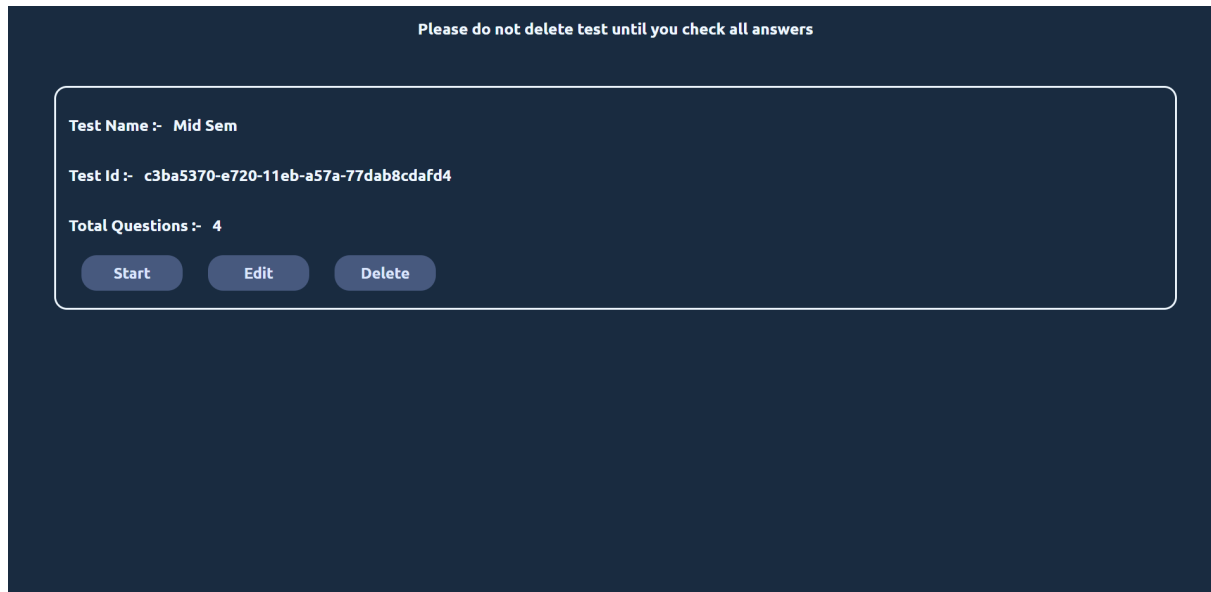 Please do not delete test until you check all answers
Test Name :- Mid Sem
Test Id :- c3ba5370-e720-11eb-a57a-77dab8cdafd4
Total Questions :- 4
Start Edit Delete